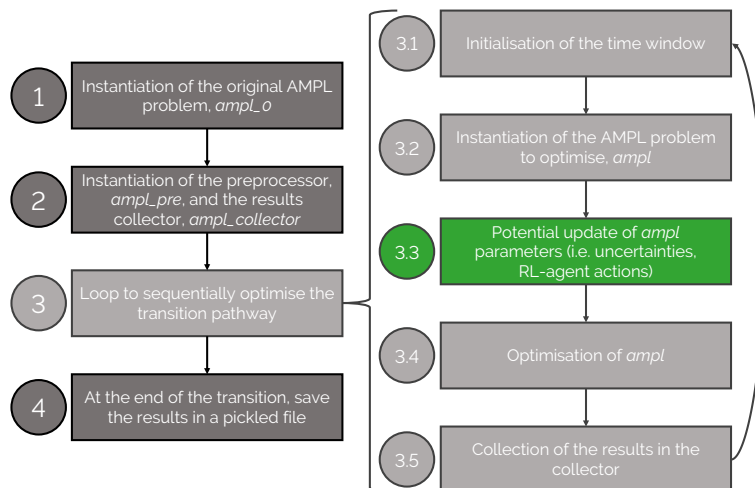 1
Instantiation of the original AMPL
problem, ampl_0
2
Instantiation of the preprocessor,
ampl_pre, and the results
collector, ampl_collector
3
Loop to sequentially optimise the
transition pathway
4
At the end of the transition, save
the results in a pickled file
3.1
Initialisation of the time window
3.2
Instantiation of the AMPL problem
to optimise, ampl
3.3
Potential update of ampl
parameters (i.e. uncertainties,
RL-agent actions)
3.4
Optimisation of ampl
3.5
Collection of the results in the
collector